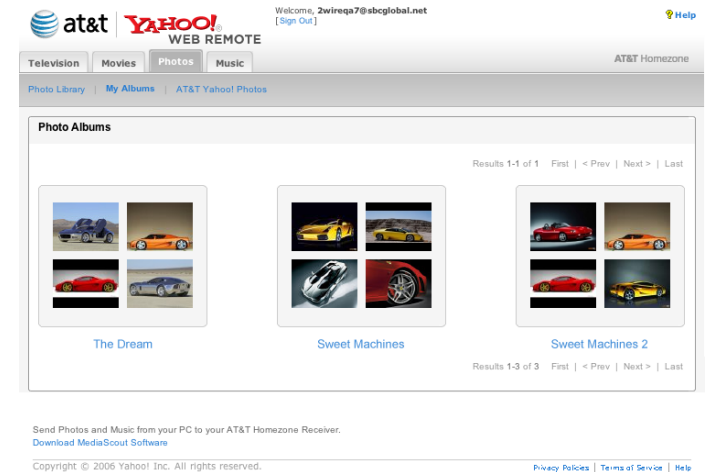 at&t YAHOO! WEB REMOTE
Welcome, 2wireqa7@sbcglobal.net
[Sign Out]
Help
Television Movies Photos Music
AT&T Homezone
Photo Library | My Albums | AT&T Yahoo! Photos
Photo Albums
Results 1-1 of 1 First | < Prev | Next > | Last
The Dream Sweet Machines Sweet Machines 2
Results 1-3 of 3 First | < Prev | Next > | Last
Send Photos and Music from your PC to your AT&T Homezone Receiver.
Download MediaScout Software
Copyright © 2006 Yahoo! Inc. All rights reserved.
Privacy Policies | Terms of Service | Help